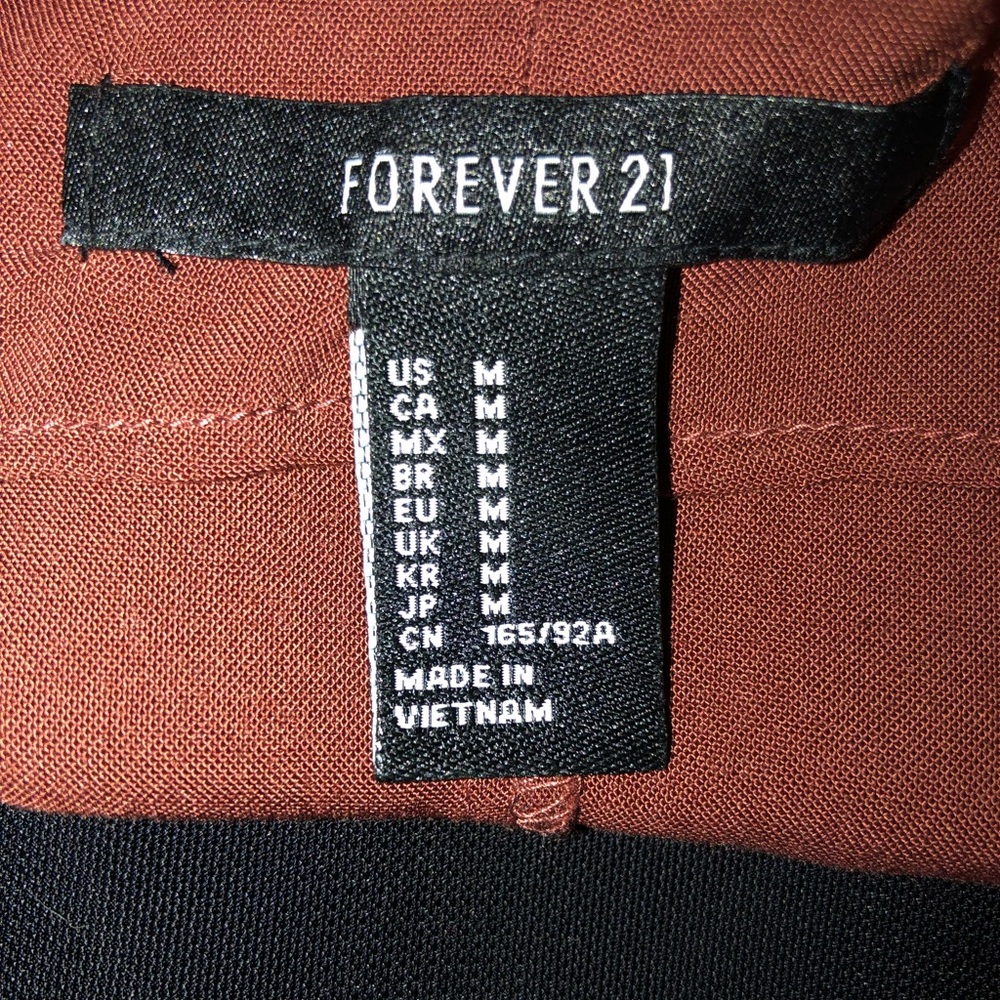 FOREVER 21
US M
CA M
MX M
BR M
EU M
UK M
KR M
JP M
CN 165/92A
MADE IN
VIETNAM